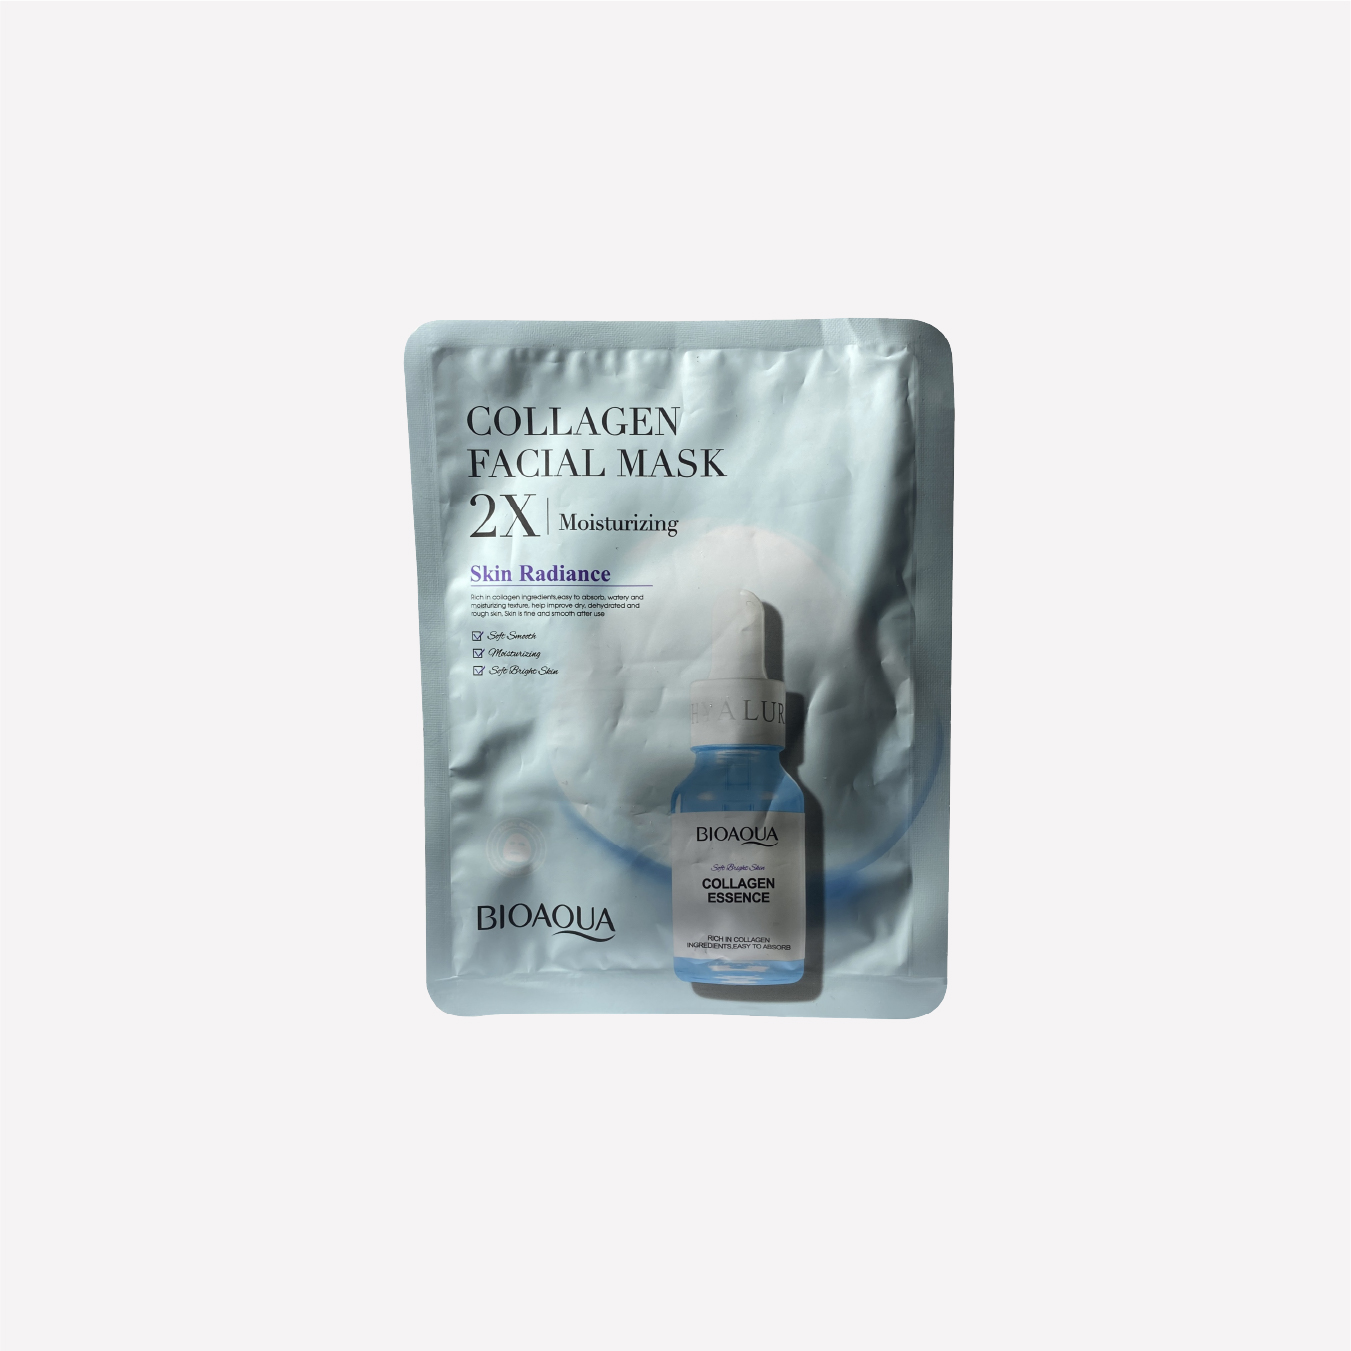 COLLAGEN
FACIAL MASK
2X | Moisturizing
Skin Radiance
Rich in collagen ingredients,easy to absorb, watery and
moisturizing texture, help improve dry, dehydrated and
rough skin. Skin is fine and smooth after use
Soft Smooth
Moisturizing
Soft Bright Skin
HYALUR
BIOAQUA
Soft Bright Skin
COLLAGEN
ESSENCE
RICH IN COLLAGEN
INGREDIENTS,EASY TO ABSORB
BIOAQUA